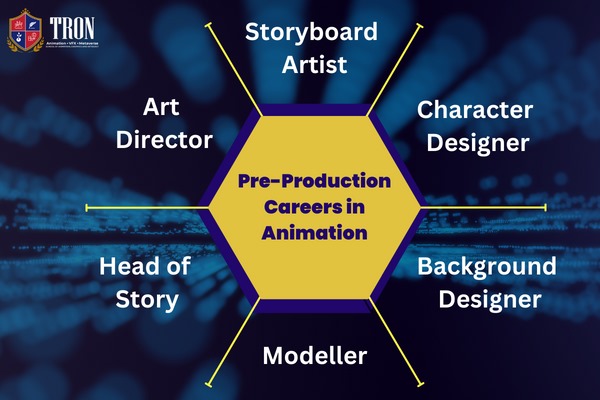 TRON
Animation • VFX • Metaverse
Storyboard
Artist
Art
Director
Character
Designer
Pre-Production
Careers in
Animation
Head of
Story
Background
Designer
Modeller